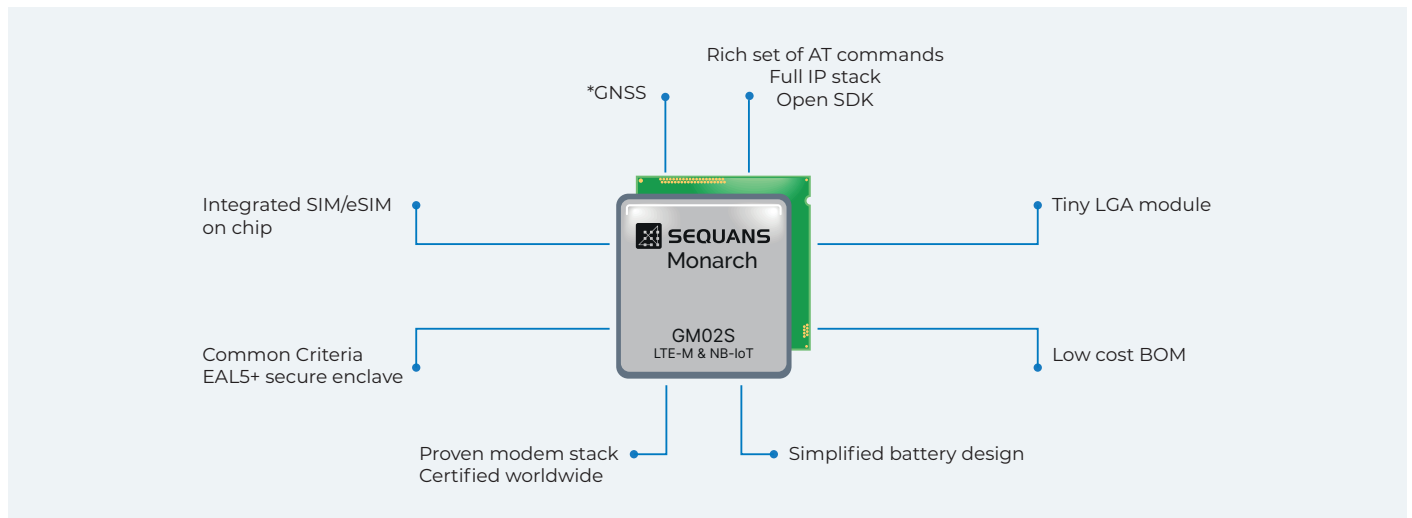 Rich set of AT commands
Full IP stack
Open SDK
*GNSS
Integrated SIM/eSIM
on chip
Tiny LGA module
SEQUANS
Monarch
GM02S
LTE-M & NB-IoT
Common Criteria
EAL5+ secure enclave
Low cost BOM
Proven modem stack
Certified worldwide
Simplified battery design